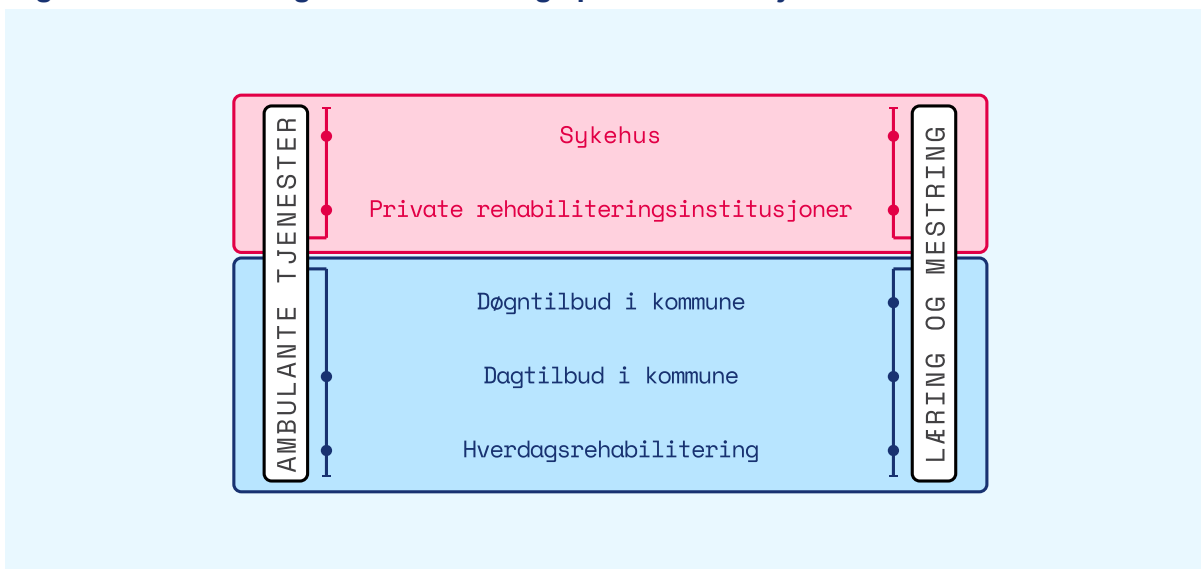 AMBULANTE TJENESTER
Sykehus
Private rehabiliteringsinstitusjoner
Døgntilbud i kommune
Dagtilbud i kommune
Hverdagsrehabilitering
LÆRING OG MESTRING